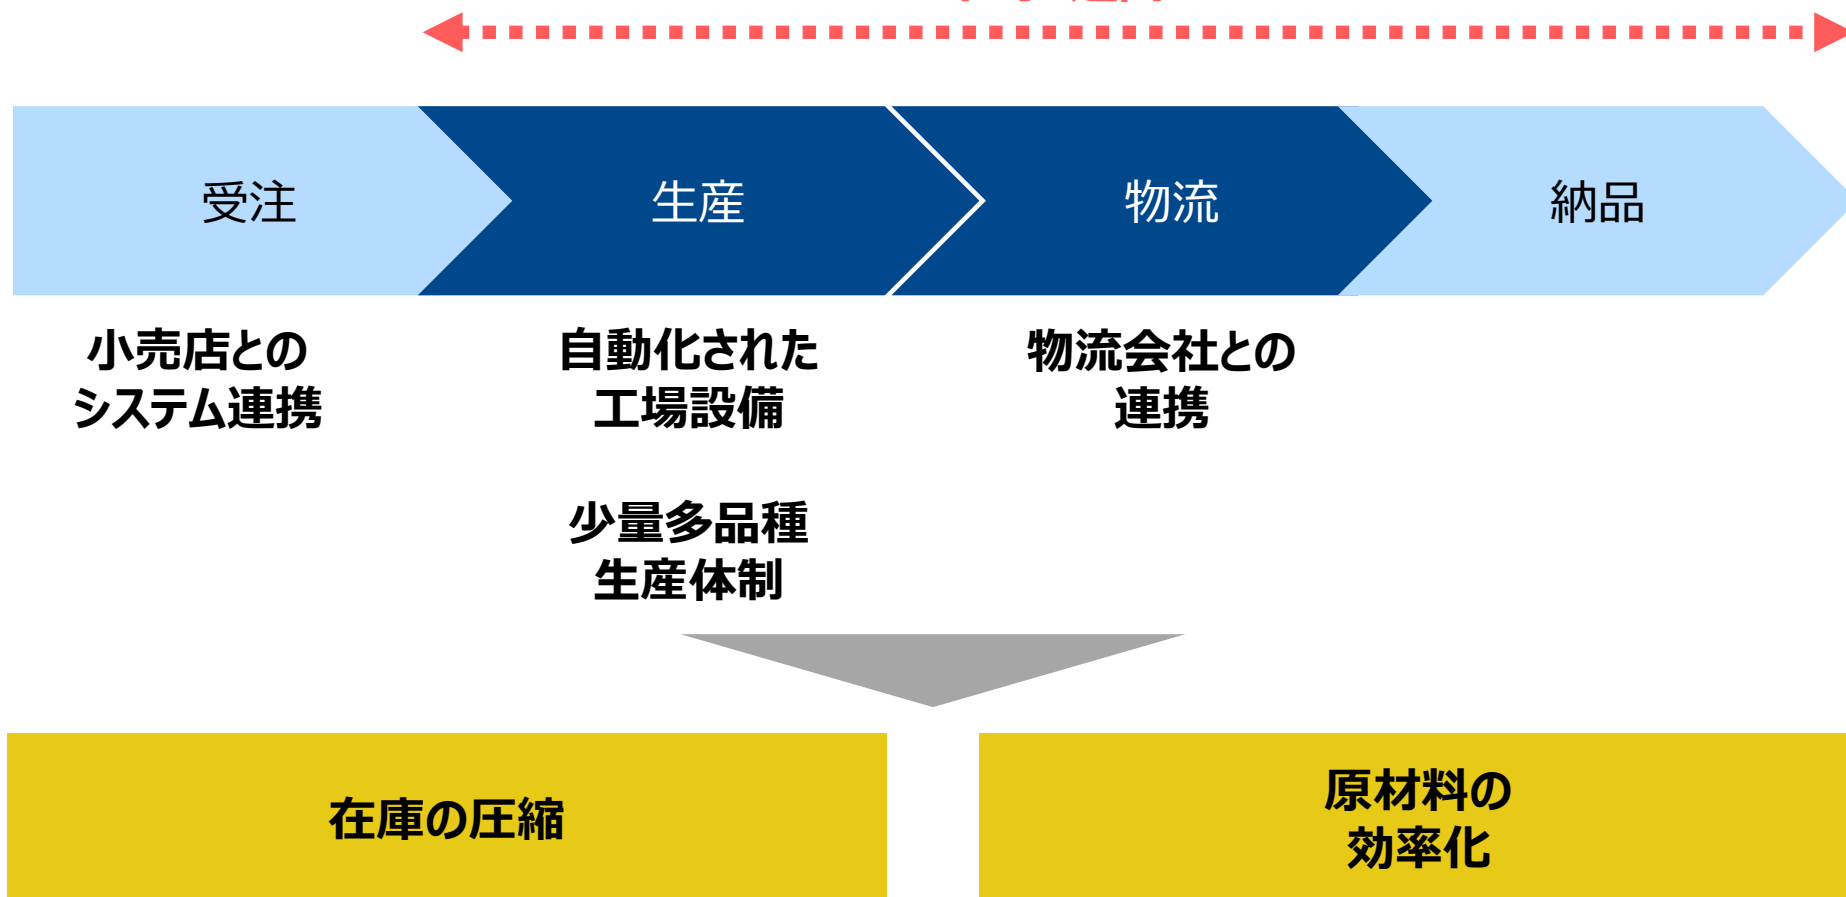 受注
生産
物流
納品
小売店との
システム連携
自動化された
工場設備
少量多品種
生産体制
物流会社との
連携
在庫の圧縮
原材料の
効率化